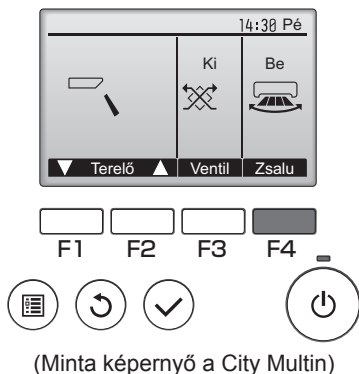 14:30 Pé
Ki Be
Terelő Ventil Zsalu
F1 F2 F3 F4
(Minta képernyő a City Multin)